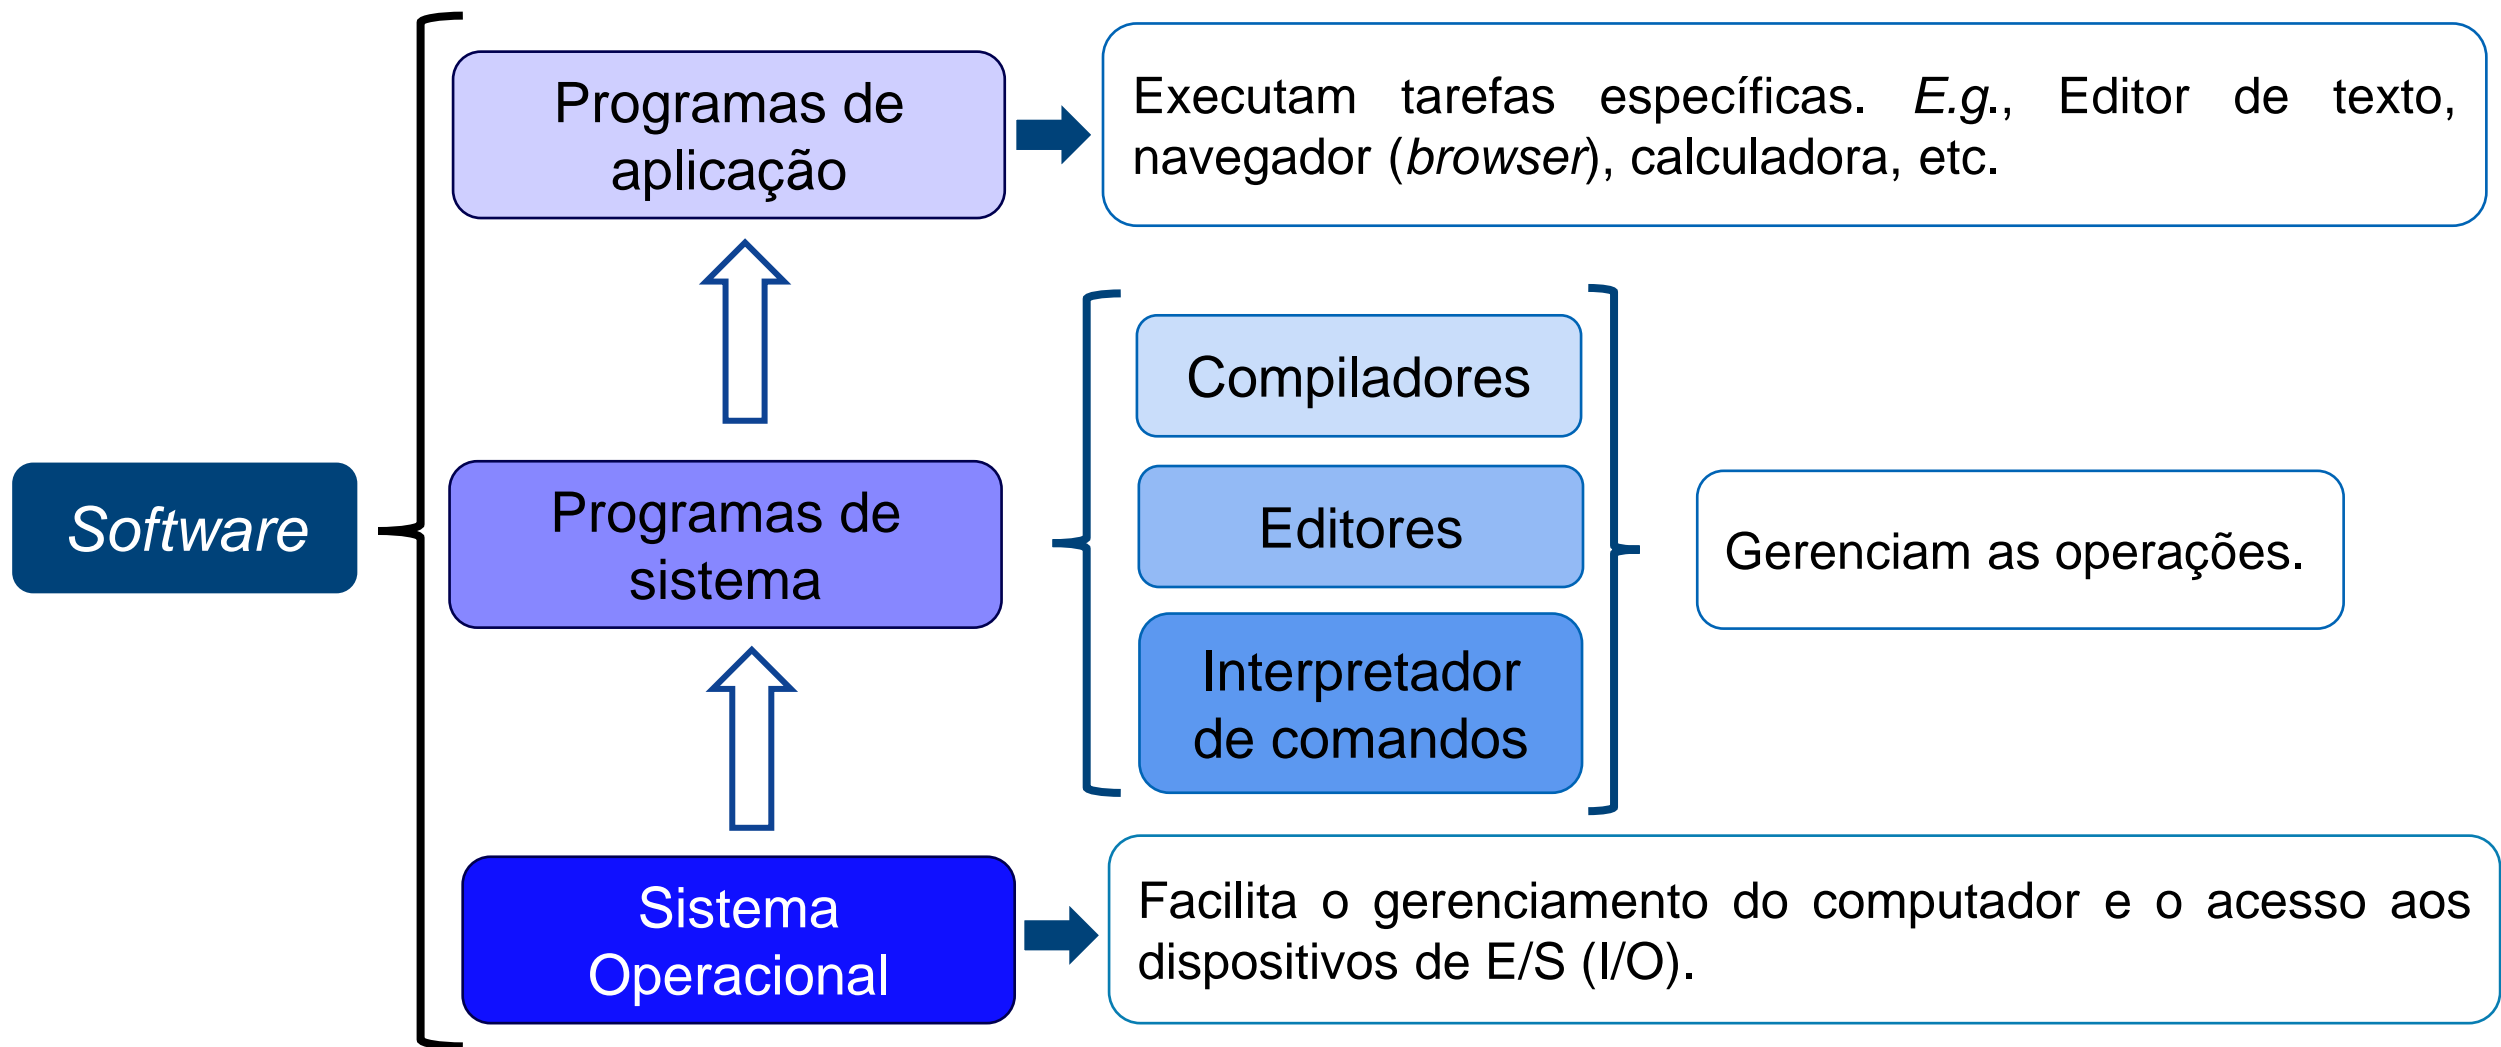 Software
Programas de
aplicação
Executam tarefas específicas. E.g., Editor de texto,
navegador (browser), calculadora, etc.
Programas de
sistema
Compiladores
Editores
Interpretador
de comandos
Gerenciam as operações.
Sistema
Operacional
Facilita o gerenciamento do computador e o acesso aos
dispositivos de E/S (I/O).